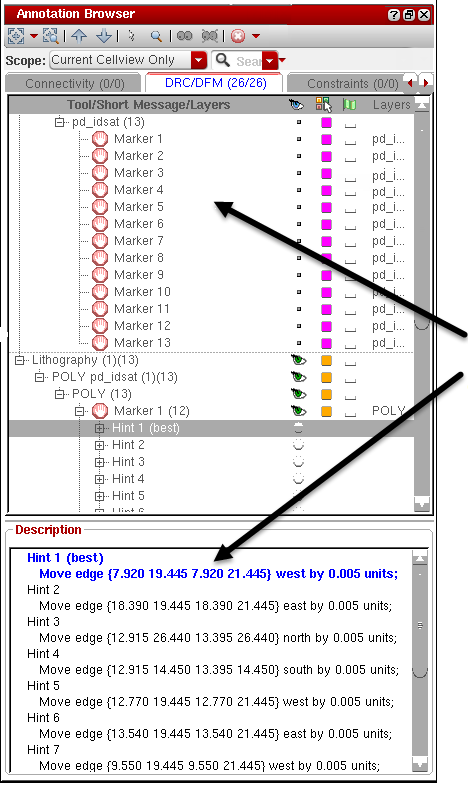 Annotation Browser
Scope: Current Cellview Only Sear
Connectivity (0/0) DRC/DFM (26/26) Constraints (0/0)
Tool/Short Message/Layers Layers
pd_idsat (13)
Marker 1 pd_i...
Marker 2 pd_i...
Marker 3 pd_i...
Marker 4 pd_i...
Marker 5 pd_i...
Marker 6 pd_i...
Marker 7 pd_i...
Marker 8 pd_i...
Marker 9 pd_i...
Marker 10 pd_i...
Marker 11 pd_i...
Marker 12 pd_i...
Marker 13 pd_i...
Lithography (1)(13)
POLY pd_idsat (1)(13)
POLY (13)
Marker 1 (12) POLY
Hint 1 (best)
Hint 2
Hint 3
Hint 4
Hint 5
Description
Hint 1 (best)
Move edge {7.920 19.445 7.920 21.445} west by 0.005 units;
Hint 2
Move edge {18.390 19.445 18.390 21.445} east by 0.005 units;
Hint 3
Move edge {12.915 26.440 13.395 26.440} north by 0.005 units;
Hint 4
Move edge {12.915 14.450 13.395 14.450} south by 0.005 units;
Hint 5
Move edge {12.770 19.445 12.770 21.445} west by 0.005 units;
Hint 6
Move edge {13.540 19.445 13.540 21.445} east by 0.005 units;
Hint 7
Move edge {9.550 19.445 9.550 21.445} west by 0.005 units;